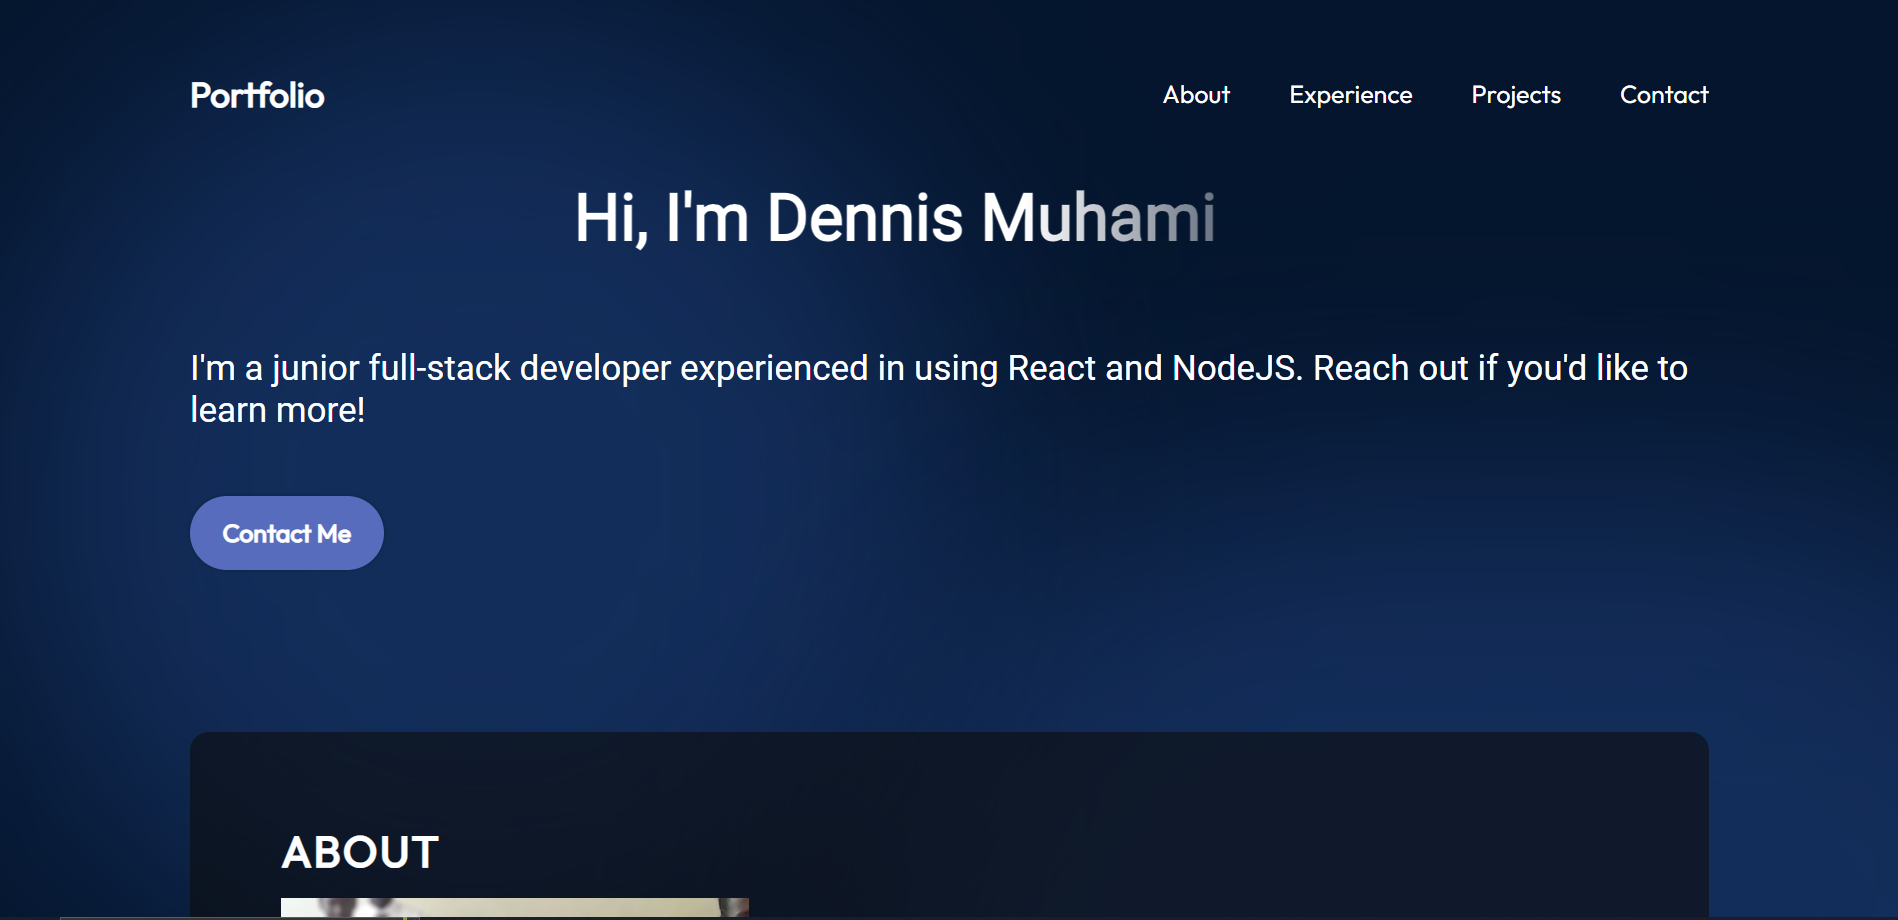 Portfolio
About Experience Projects Contact
Hi, I'm Dennis Muhami
I'm a junior full-stack developer experienced in using React and NodeJS. Reach out if you'd like to
learn more!
Contact Me
ABOUT